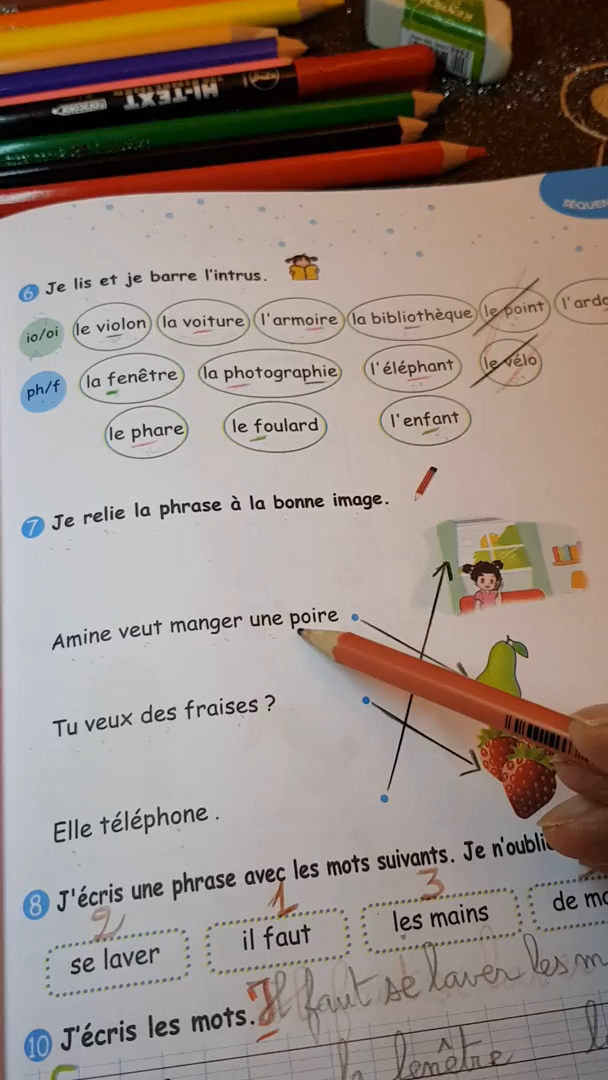 HI-TEXT
SÉQUEN
6 Je lis et je barre l'intrus.
io/oi le violon la voiture l'armoire la bibliothèque le point l'ardo
ph/f la fenêtre la photographie l'éléphant le vélo
le phare le foulard l'enfant
7 Je relie la phrase à la bonne image.
Amine veut manger une poire
Tu veux des fraises ?
Elle téléphone .
8 J'écris une phrase avec les mots suivants. Je n'oubli
2 1 3
se laver il faut les mains de mo
Il faut se laver les m
10 J'écris les mots.
fenêtre